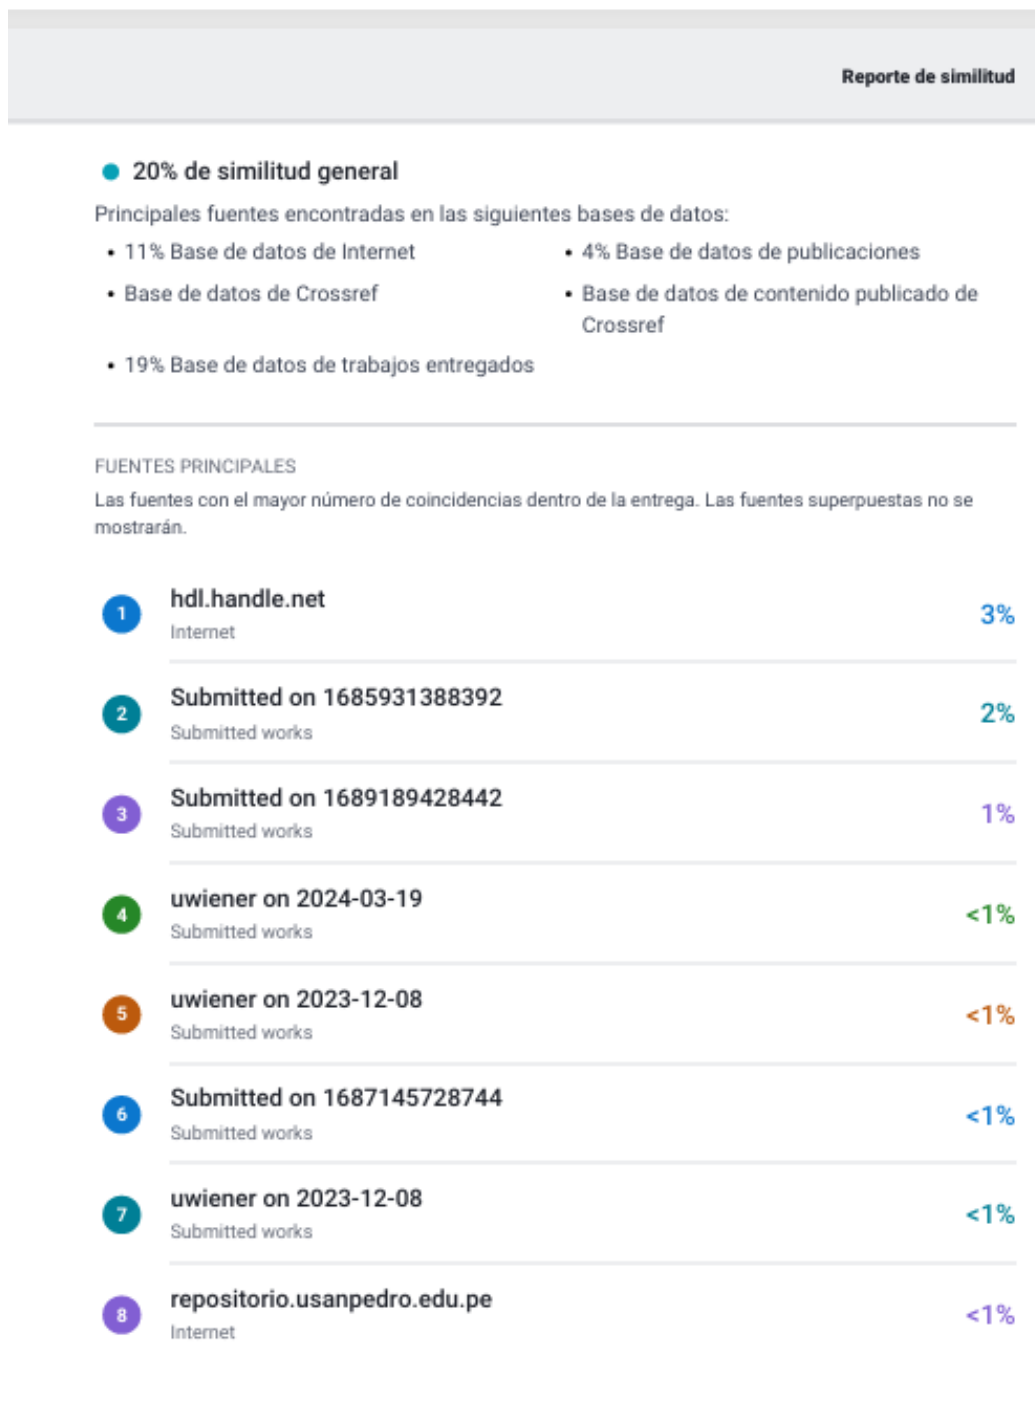 Reporte de similitud
20% de similitud general
Principales fuentes encontradas en las siguientes bases de datos:
• 11% Base de datos de Internet
• 4% Base de datos de publicaciones
• Base de datos de Crossref
• Base de datos de contenido publicado de
Crossref
• 19% Base de datos de trabajos entregados
FUENTES PRINCIPALES
Las fuentes con el mayor número de coincidencias dentro de la entrega. Las fuentes superpuestas no se
mostrarán.
1 hdl.handle.net 3%
Internet
2 Submitted on 1685931388392 2%
Submitted works
3 Submitted on 1689189428442 1%
Submitted works
4 uwiener on 2024-03-19 <1%
Submitted works
5 uwiener on 2023-12-08 <1%
Submitted works
6 Submitted on 1687145728744 <1%
Submitted works
7 uwiener on 2023-12-08 <1%
Submitted works
8 repositorio.usanpedro.edu.pe <1%
Internet